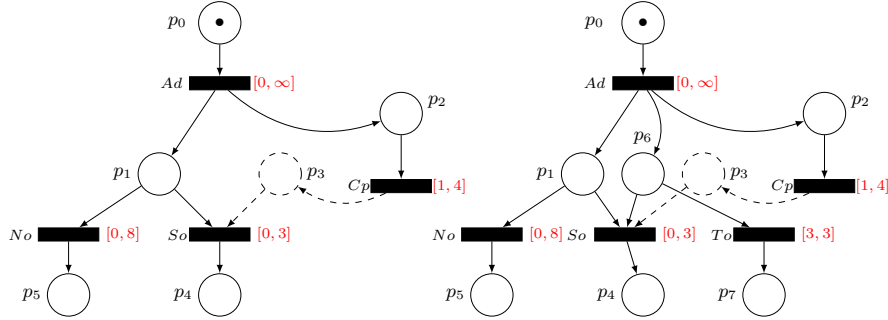 p0 p0
Ad [0, ∞] Ad [0, ∞]
p2 p2
p6
p1 p3 p1 p3
Cp [1, 4] Cp [1, 4]
No [0, 8] So [0, 3] No [0, 8] So [0, 3] To [3, 3]
p5 p4 p5 p4 p7